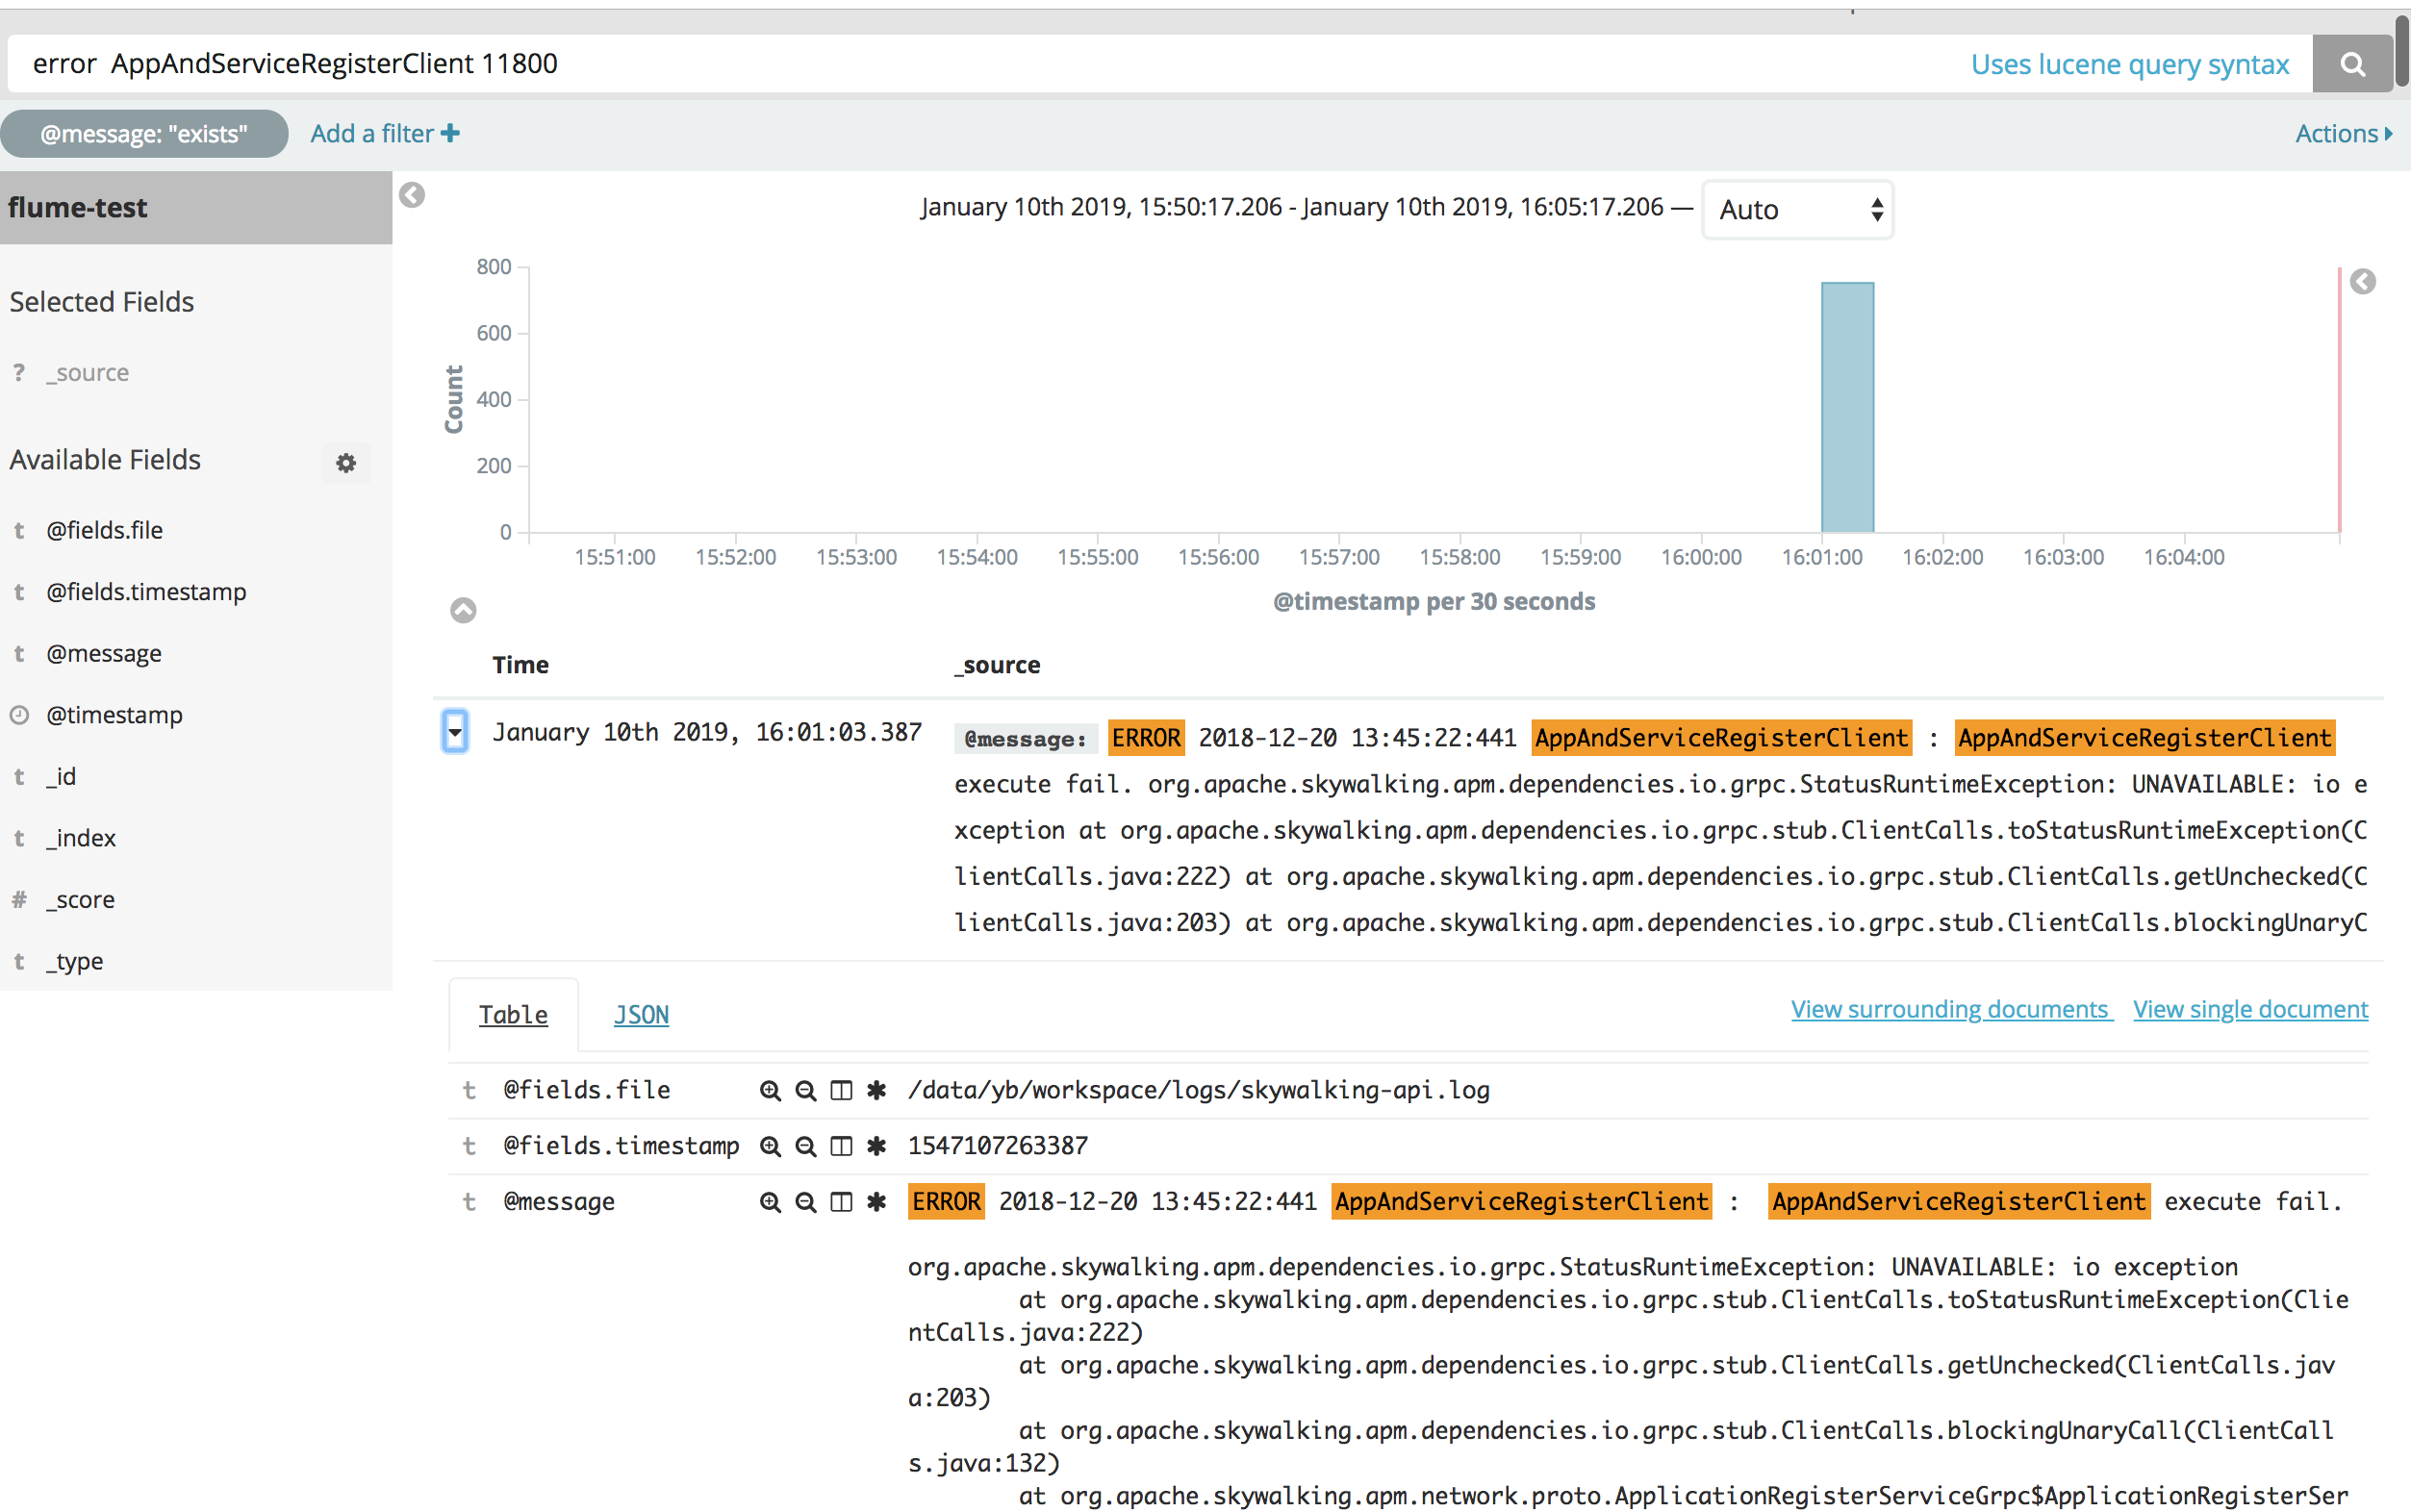 error  AppAndServiceRegisterClient 11800
Uses lucene query syntax
@message: "exists"
Add a filter
Actions
flume-test
Selected Fields
? _source
Available Fields
t @fields.file
t @fields.timestamp
t @message
@timestamp
t _id
t _index
# _score
t _type
January 10th 2019, 15:50:17.206 - January 10th 2019, 16:05:17.206 —
Auto
800
600
400
200
0
Count
15:51:00 15:52:00 15:53:00 15:54:00 15:55:00 15:56:00 15:57:00 15:58:00 15:59:00 16:00:00 16:01:00 16:02:00 16:03:00 16:04:00
@timestamp per 30 seconds
Time _source
January 10th 2019, 16:01:03.387
@message: ERROR 2018-12-20 13:45:22:441 AppAndServiceRegisterClient : AppAndServiceRegisterClient
execute fail. org.apache.skywalking.apm.dependencies.io.grpc.StatusRuntimeException: UNAVAILABLE: io e
xception at org.apache.skywalking.apm.dependencies.io.grpc.stub.ClientCalls.toStatusRuntimeException(C
lientCalls.java:222) at org.apache.skywalking.apm.dependencies.io.grpc.stub.ClientCalls.getUnchecked(C
lientCalls.java:203) at org.apache.skywalking.apm.dependencies.io.grpc.stub.ClientCalls.blockingUnaryC
Table
JSON
View surrounding documents
View single document
t @fields.file /data/yb/workspace/logs/skywalking-api.log
t @fields.timestamp 1547107263387
t @message ERROR 2018-12-20 13:45:22:441 AppAndServiceRegisterClient :  AppAndServiceRegisterClient execute fail.
org.apache.skywalking.apm.dependencies.io.grpc.StatusRuntimeException: UNAVAILABLE: io exception
at org.apache.skywalking.apm.dependencies.io.grpc.stub.ClientCalls.toStatusRuntimeException(Clie
ntCalls.java:222)
at org.apache.skywalking.apm.dependencies.io.grpc.stub.ClientCalls.getUnchecked(ClientCalls.jav
a:203)
at org.apache.skywalking.apm.dependencies.io.grpc.stub.ClientCalls.blockingUnaryCall(ClientCall
s.java:132)
at org.apache.skywalking.apm.network.proto.ApplicationRegisterServiceGrpc$ApplicationRegisterSer